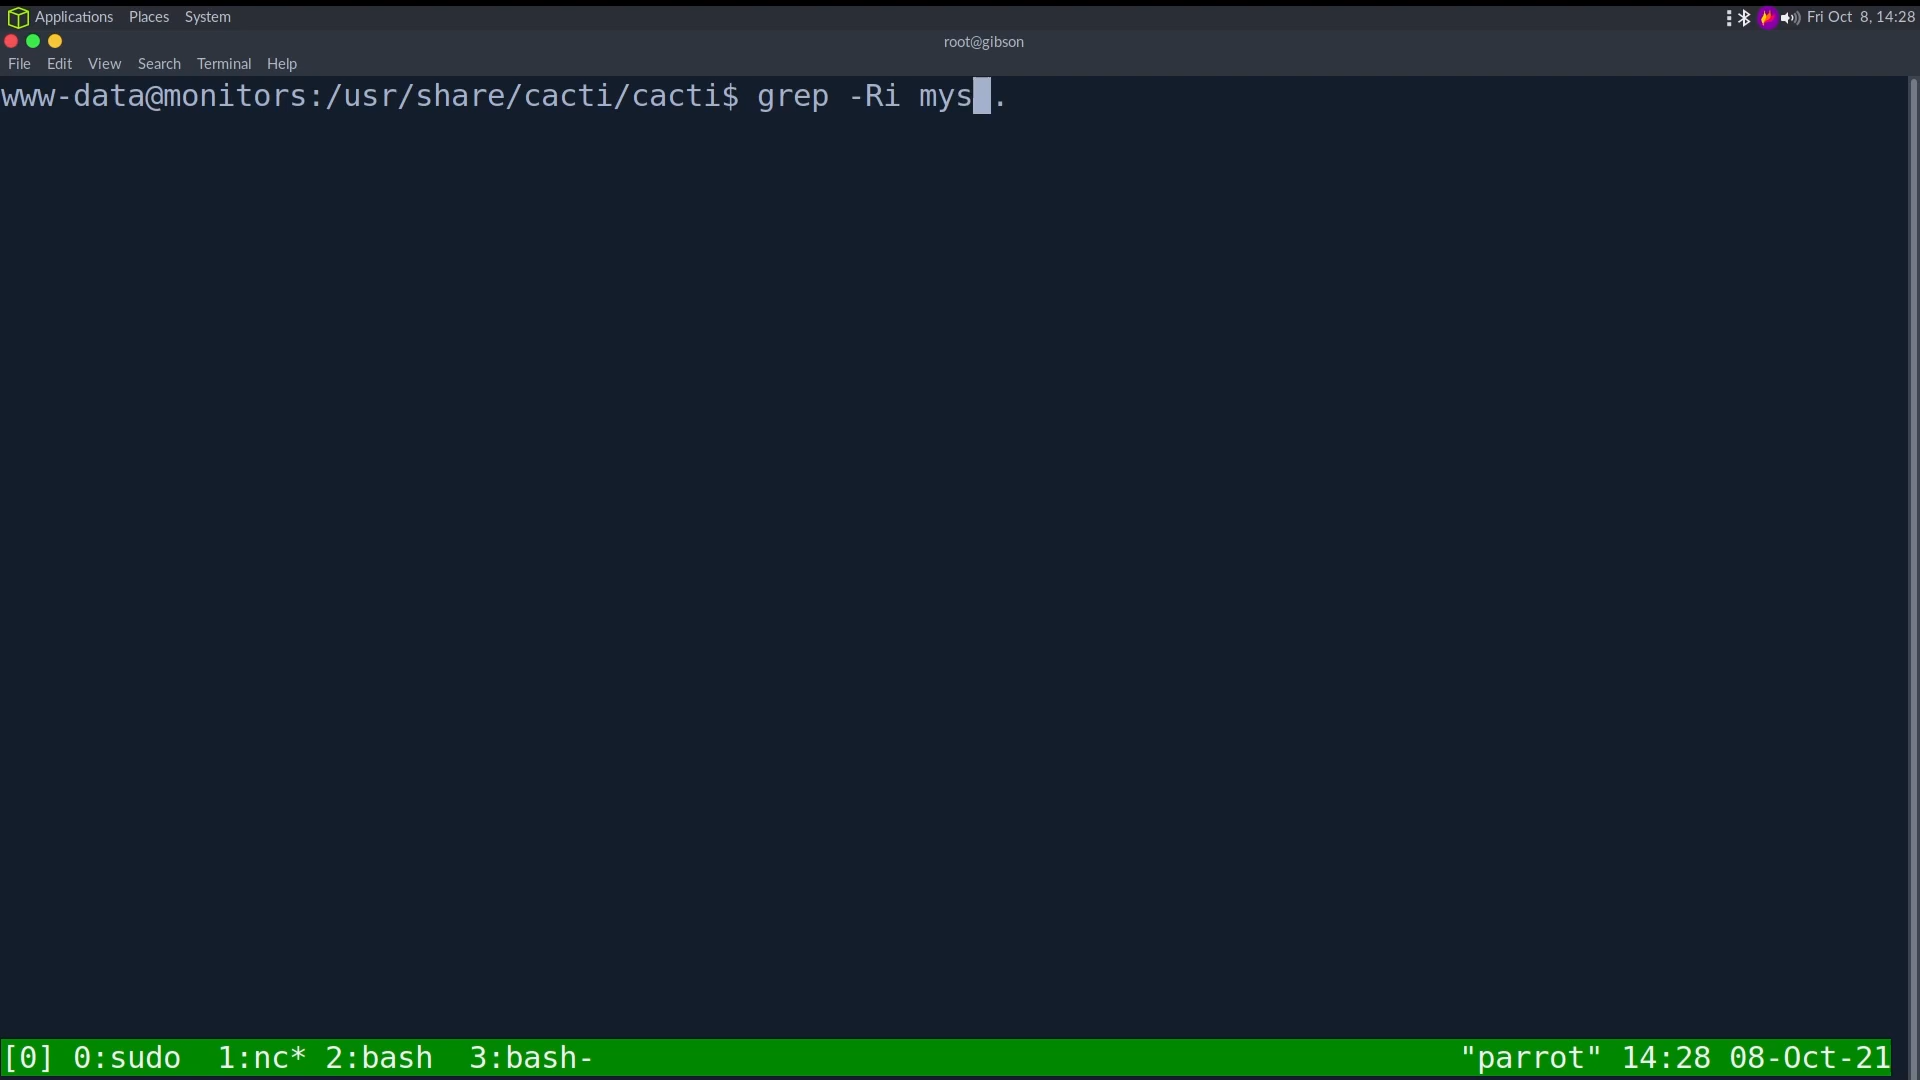 Applications Places System Fri Oct 8, 14:28
root@gibson
File Edit View Search Terminal Help
www-data@monitors:/usr/share/cacti/cacti$ grep -Ri mys .
[0] 0:sudo 1:nc* 2:bash 3:bash- "parrot" 14:28 08-Oct-21